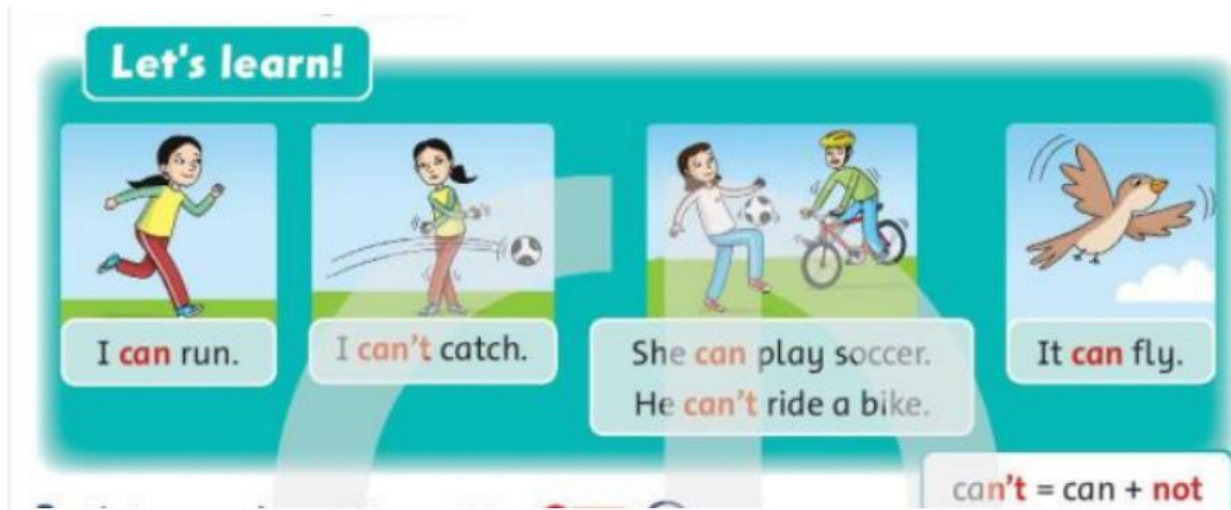 Let's learn!
I can run.
I can't catch.
She can play soccer.
He can't ride a bike.
It can fly.
can't = can + not